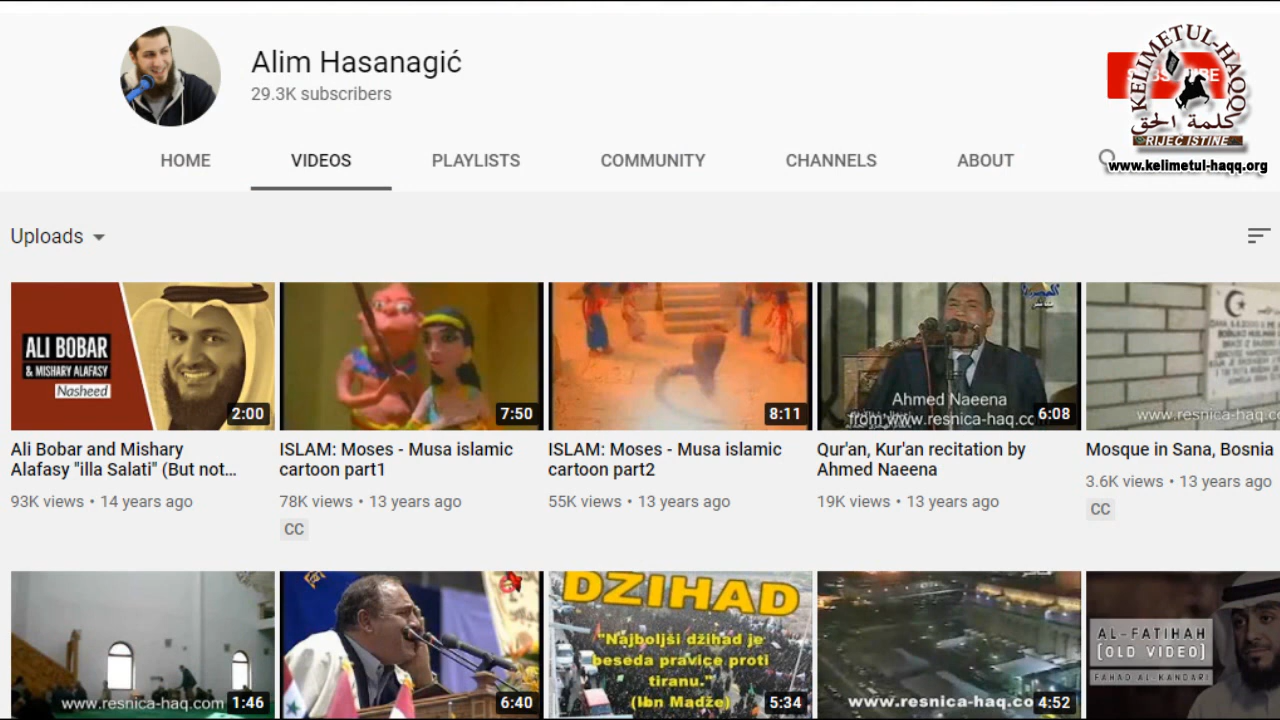 Alim Hasanagić
29.3K subscribers
KELIMETUL-HAQQ
كلمة الحق
RIJEC ISTINE
www.kelimetul-haqq.org
HOME
VIDEOS
PLAYLISTS
COMMUNITY
CHANNELS
ABOUT
Uploads
ALI BOBAR
& MISHARY ALAFASY
Nasheed
2:00
7:50
8:11
Ahmed Naeena
from www.resnica-haq.co
6:08
www.resnica-haq.c
Ali Bobar and Mishary
Alafasy "illa Salati" (But not...
93K views • 14 years ago
ISLAM: Moses - Musa islamic
cartoon part1
78K views • 13 years ago
CC
ISLAM: Moses - Musa islamic
cartoon part2
55K views • 13 years ago
Qur'an, Kur'an recitation by
Ahmed Naeena
19K views • 13 years ago
Mosque in Sana, Bosnia
3.6K views • 13 years ago
CC
www.resnica-haq.com
1:46
6:40
DZIHAD
"Najboljši džihad je
beseda pravice proti
tiranu."
(Ibn Madže)
5:34
www.resnica-haq.co
4:52
AL-FATIHAH
[OLD VIDEO]
FAHAD AL-KANDARI